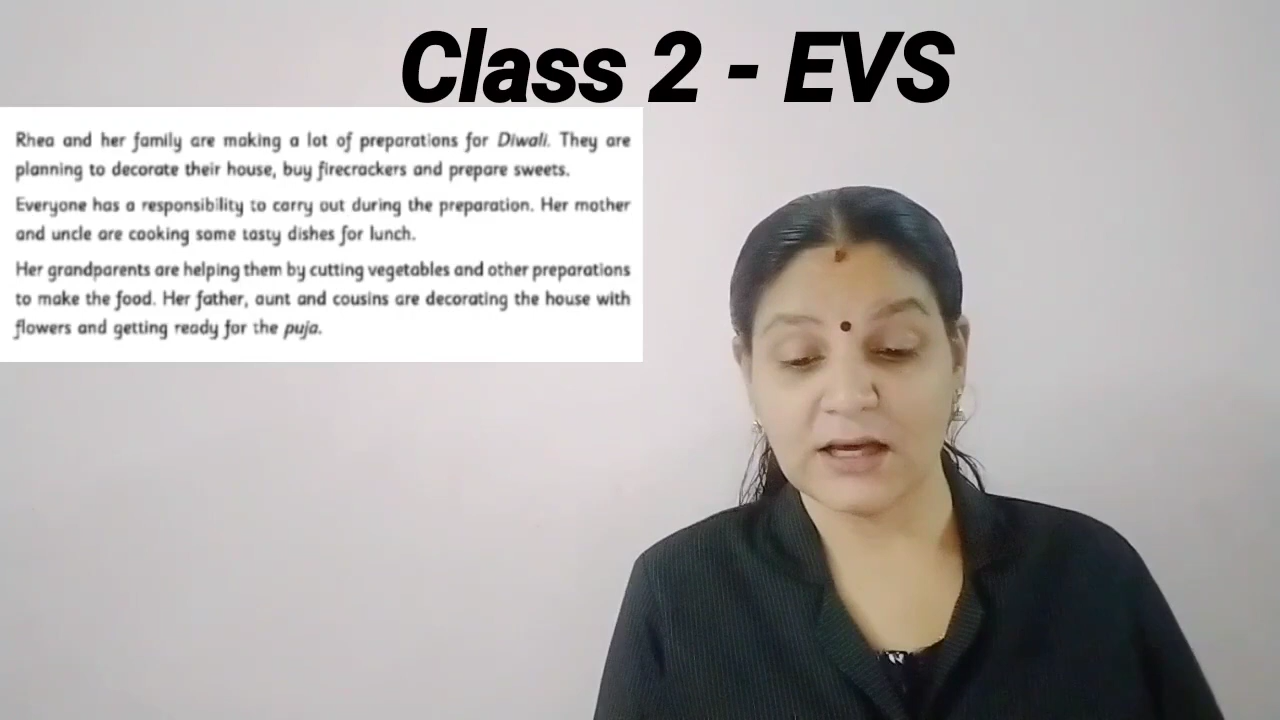 Class 2 - EVS
Rhea and her family are making a lot of preparations for Diwali. They are
planning to decorate their house, buy firecrackers and prepare sweets.
Everyone has a responsibility to carry out during the preparation. Her mother
and uncle are cooking some tasty dishes for lunch.
Her grandparents are helping them by cutting vegetables and other preparations
to make the food. Her father, aunt and cousins are decorating the house with
flowers and getting ready for the puja.